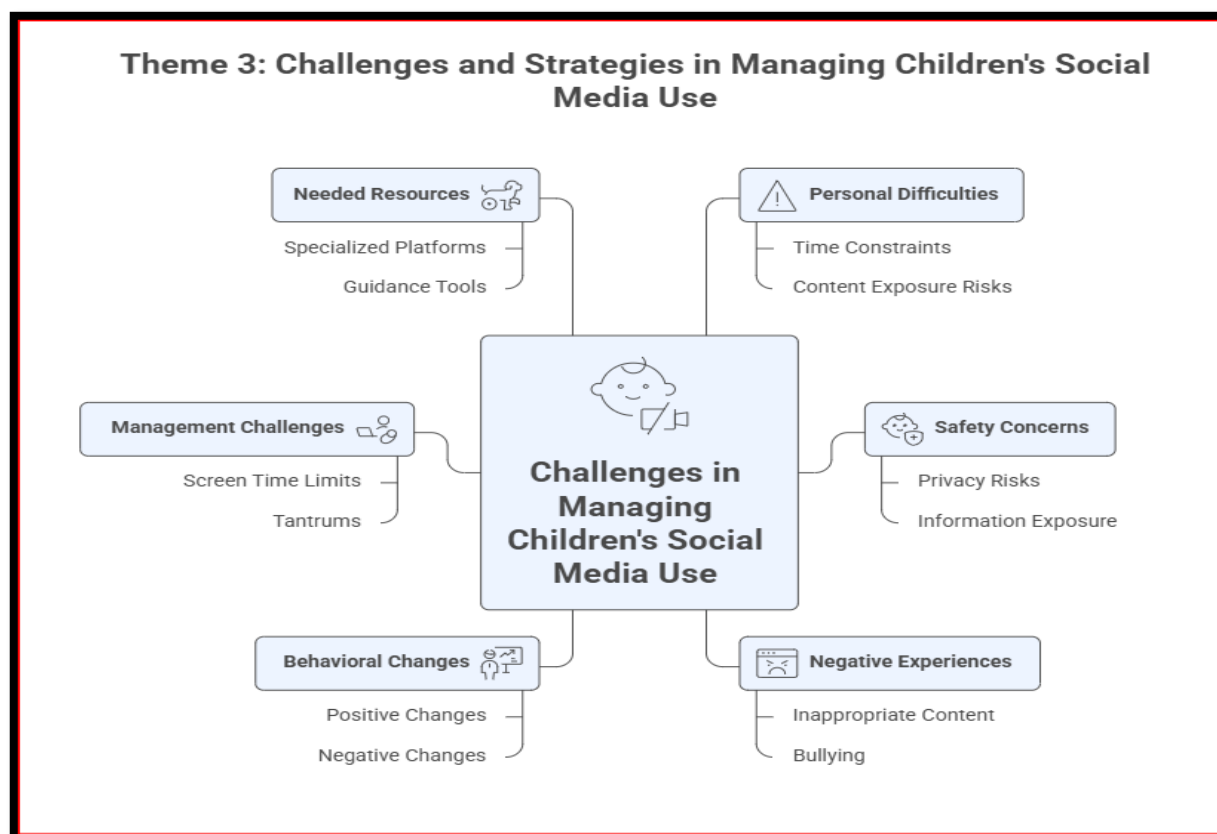 Theme 3: Challenges and Strategies in Managing Children's Social
Media Use
Needed Resources
Specialized Platforms
Guidance Tools
Personal Difficulties
Time Constraints
Content Exposure Risks
Management Challenges
Screen Time Limits
Tantrums
Challenges in
Managing
Children's Social
Media Use
Safety Concerns
Privacy Risks
Information Exposure
Behavioral Changes
Positive Changes
Negative Changes
Negative Experiences
Inappropriate Content
Bullying